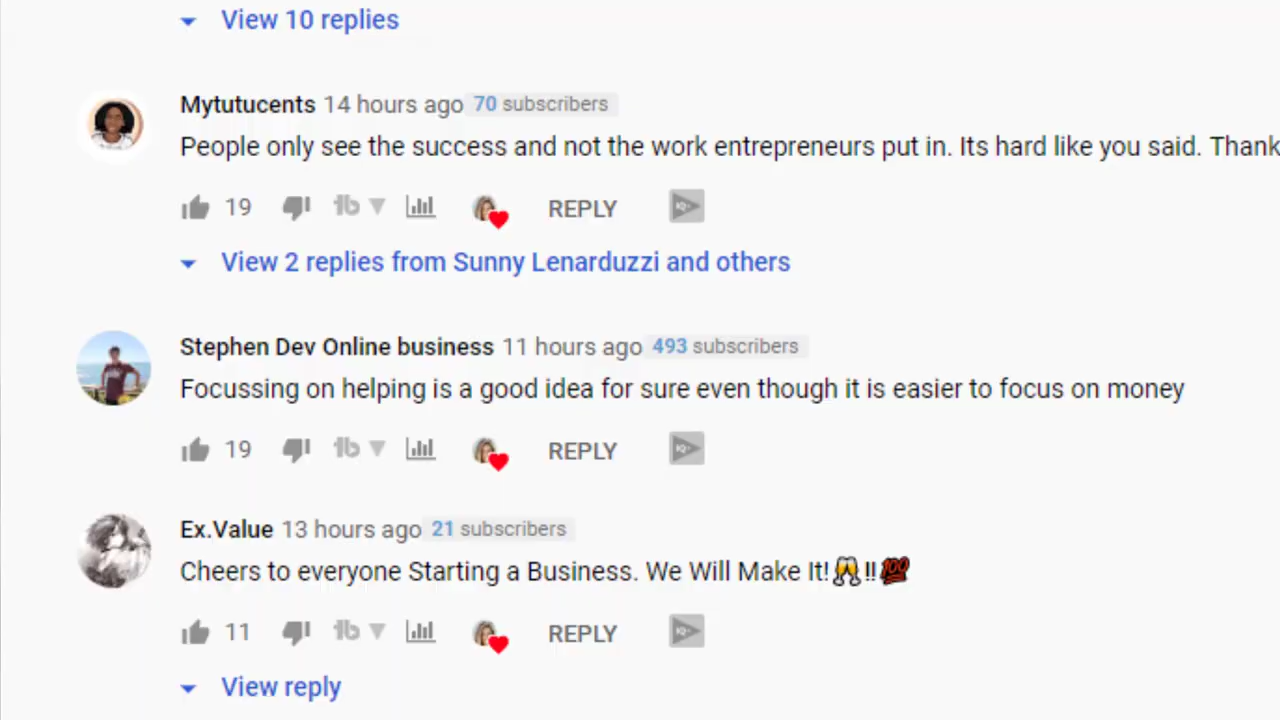 View 10 replies
Mytutucents 14 hours ago 70 subscribers
People only see the success and not the work entrepreneurs put in. Its hard like you said. Thank
19 REPLY
View 2 replies from Sunny Lenarduzzi and others
Stephen Dev Online business 11 hours ago 493 subscribers
Focussing on helping is a good idea for sure even though it is easier to focus on money
19 REPLY
Ex.Value 13 hours ago 21 subscribers
Cheers to everyone Starting a Business. We Will Make It!🥂!!💯
11 REPLY
View reply